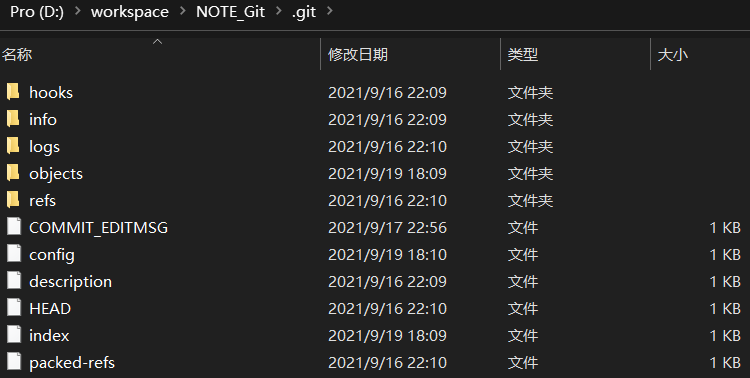 Pro (D:) > workspace > NOTE_Git > .git >
名称 修改日期 类型 大小
hooks 2021/9/16 22:09 文件夹
info 2021/9/16 22:09 文件夹
logs 2021/9/16 22:10 文件夹
objects 2021/9/19 18:09 文件夹
refs 2021/9/16 22:10 文件夹
COMMIT_EDITMSG 2021/9/17 22:56 文件 1 KB
config 2021/9/19 18:10 文件 1 KB
description 2021/9/16 22:09 文件 1 KB
HEAD 2021/9/16 22:10 文件 1 KB
index 2021/9/19 18:09 文件 1 KB
packed-refs 2021/9/16 22:10 文件 1 KB